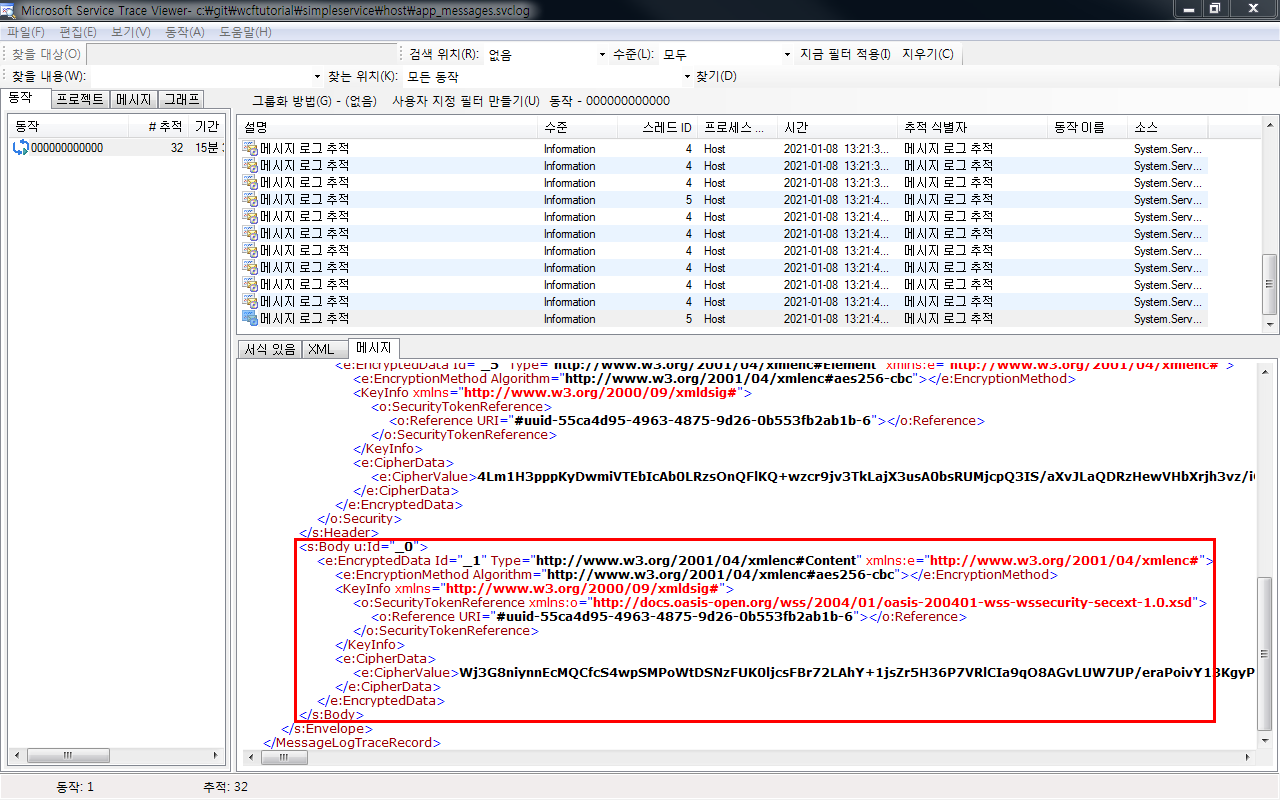 Microsoft Service Trace Viewer- c:₩git₩wcftutorial₩simpleservice₩host₩app_messages.svclog
파일(F) 편집(E) 보기(V) 동작(A) 도움말(H)
찾을 대상(O) 검색 위치(R): 없음 수준(L): 모두 지금 필터 적용(I) 지우기(C)
찾을 내용(W): 찾는 위치(K): 모든 동작 찾기(D)
동작 프로젝트 메시지 그래프 그룹화 방법(G) - (없음) 사용자 지정 필터 만들기(U) 동작 - 000000000000
동작 # 추적 기간
000000000000 32 15분
설명 수준 스레드 ID 프로세스 ... 시간 추적 식별자 동작 이름 소스
메시지 로그 추적 Information 4 Host 2021-01-08 13:21:3... 메시지 로그 추적 System.Serv...
메시지 로그 추적 Information 4 Host 2021-01-08 13:21:3... 메시지 로그 추적 System.Serv...
메시지 로그 추적 Information 4 Host 2021-01-08 13:21:3... 메시지 로그 추적 System.Serv...
메시지 로그 추적 Information 5 Host 2021-01-08 13:21:4... 메시지 로그 추적 System.Serv...
메시지 로그 추적 Information 4 Host 2021-01-08 13:21:4... 메시지 로그 추적 System.Serv...
메시지 로그 추적 Information 4 Host 2021-01-08 13:21:4... 메시지 로그 추적 System.Serv...
메시지 로그 추적 Information 4 Host 2021-01-08 13:21:4... 메시지 로그 추적 System.Serv...
메시지 로그 추적 Information 4 Host 2021-01-08 13:21:4... 메시지 로그 추적 System.Serv...
메시지 로그 추적 Information 4 Host 2021-01-08 13:21:4... 메시지 로그 추적 System.Serv...
메시지 로그 추적 Information 4 Host 2021-01-08 13:21:4... 메시지 로그 추적 System.Serv...
메시지 로그 추적 Information 5 Host 2021-01-08 13:21:4... 메시지 로그 추적 System.Serv...
서식 있음 XML 메시지
<e:EncryptedData Id="_5" Type="http://www.w3.org/2001/04/xmlenc#Element" xmlns:e="http://www.w3.org/2001/04/xmlenc#">
<e:EncryptionMethod Algorithm="http://www.w3.org/2001/04/xmlenc#aes256-cbc"></e:EncryptionMethod>
<KeyInfo xmlns="http://www.w3.org/2000/09/xmldsig#">
<o:SecurityTokenReference>
<o:Reference URI="#uuid-55ca4d95-4963-4875-9d26-0b553fb2ab1b-6"></o:Reference>
</o:SecurityTokenReference>
</KeyInfo>
<e:CipherData>
<e:CipherValue>4Lm1H3pppKyDwmiVTEbIcAb0LRzsOnQFlKQ+wzcr9jv3TkLajX3usA0bsRUMjcpQ3IS/aXvJLaQDRzHewVHbXrjh3vz/i
</e:CipherData>
</e:EncryptedData>
</o:Security>
</s:Header>
<s:Body u:Id="_0">
<e:EncryptedData Id="_1" Type="http://www.w3.org/2001/04/xmlenc#Content" xmlns:e="http://www.w3.org/2001/04/xmlenc#">
<e:EncryptionMethod Algorithm="http://www.w3.org/2001/04/xmlenc#aes256-cbc"></e:EncryptionMethod>
<KeyInfo xmlns="http://www.w3.org/2000/09/xmldsig#">
<o:SecurityTokenReference xmlns:o="http://docs.oasis-open.org/wss/2004/01/oasis-200401-wss-wssecurity-secext-1.0.xsd">
<o:Reference URI="#uuid-55ca4d95-4963-4875-9d26-0b553fb2ab1b-6"></o:Reference>
</o:SecurityTokenReference>
</KeyInfo>
<e:CipherData>
<e:CipherValue>Wj3G8niynnEcMQCfcS4wpSMPoWtDSNzFUK0ljcsFBr72LAhY+1jsZr5H36P7VRlCIa9qO8AGvLUW7UP/eraPoivY13KgyP
</e:CipherData>
</e:EncryptedData>
</s:Body>
</s:Envelope>
</MessageLogTraceRecord>
동작: 1 추적: 32